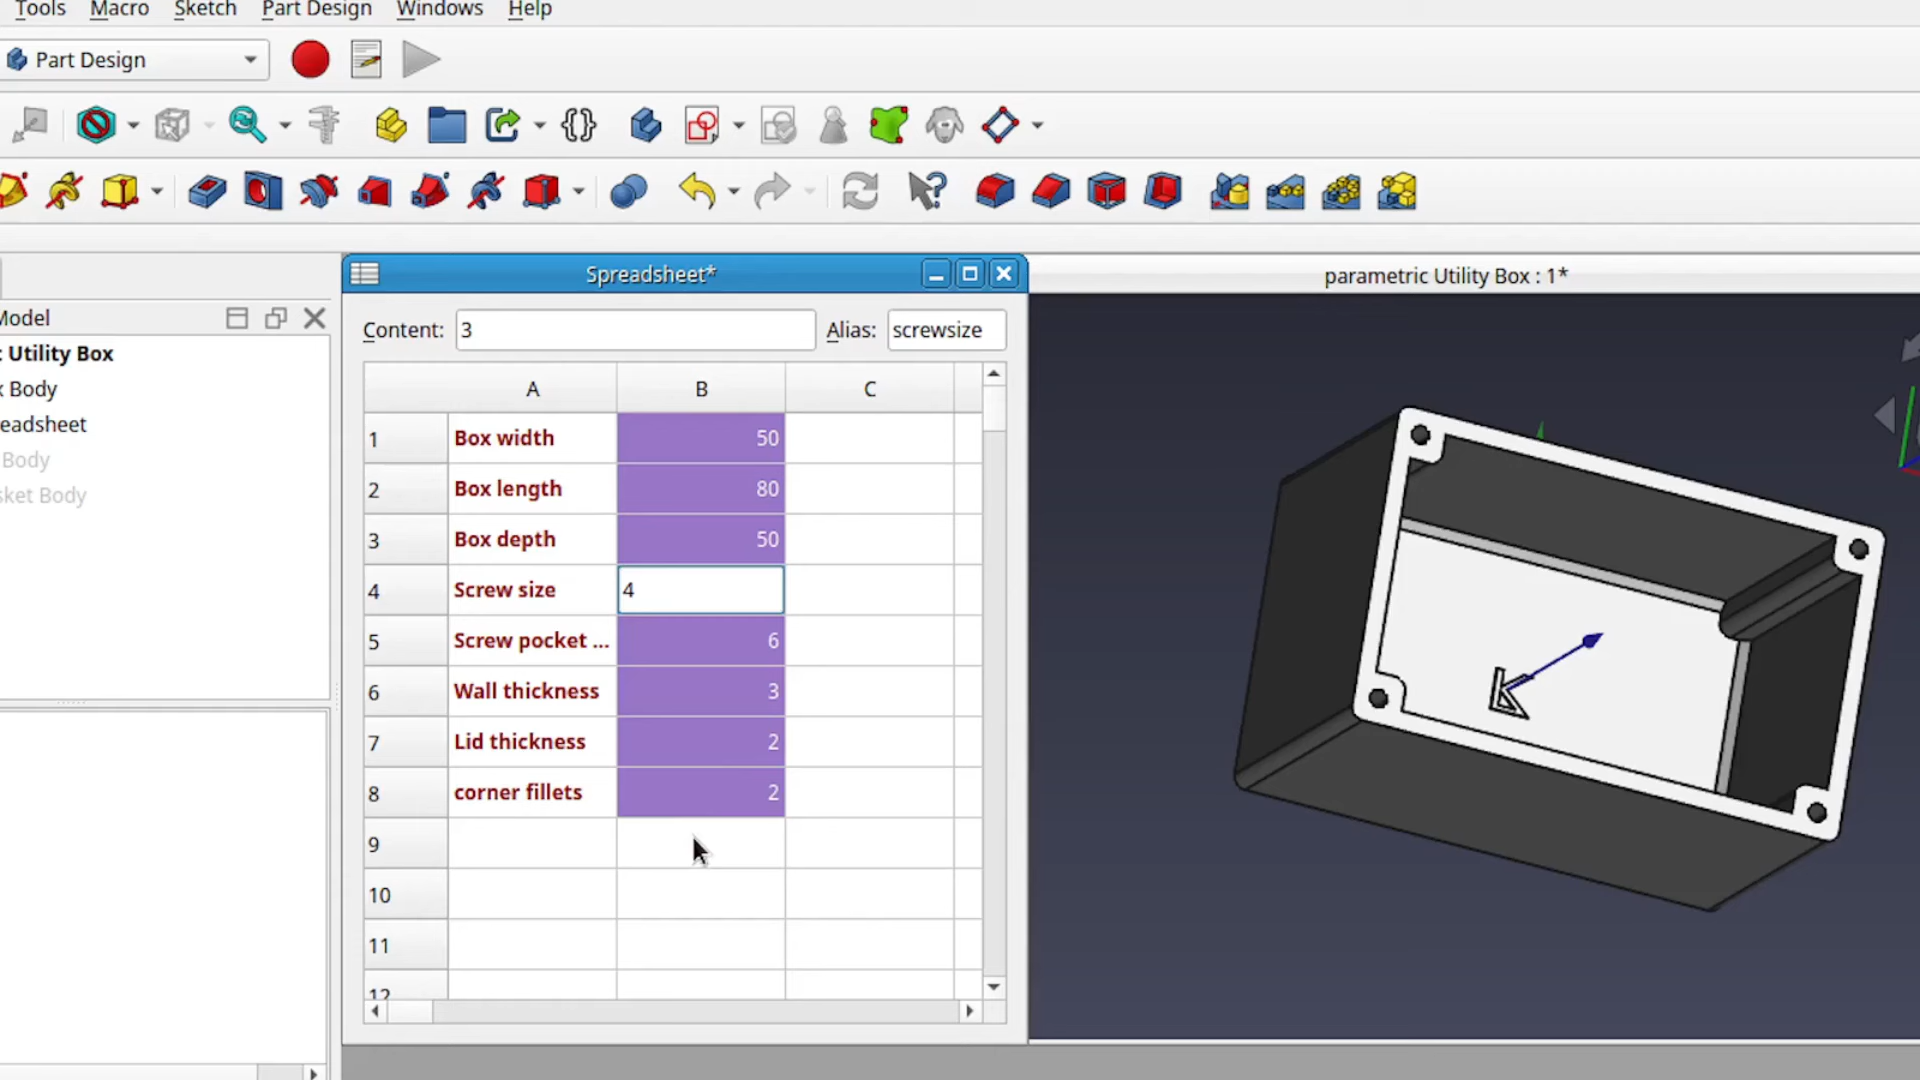 Tools Macro Sketch Part Design Windows Help
Part Design
Spreadsheet*
parametric Utility Box : 1*
Model
Content: 3 Alias: screwsize
: Utility Box
x Body
eadsheet
Body
sket Body
A B C
1 Box width 50
2 Box length 80
3 Box depth 50
4 Screw size 4
5 Screw pocket ... 6
6 Wall thickness 3
7 Lid thickness 2
8 corner fillets 2
9
10
11
12